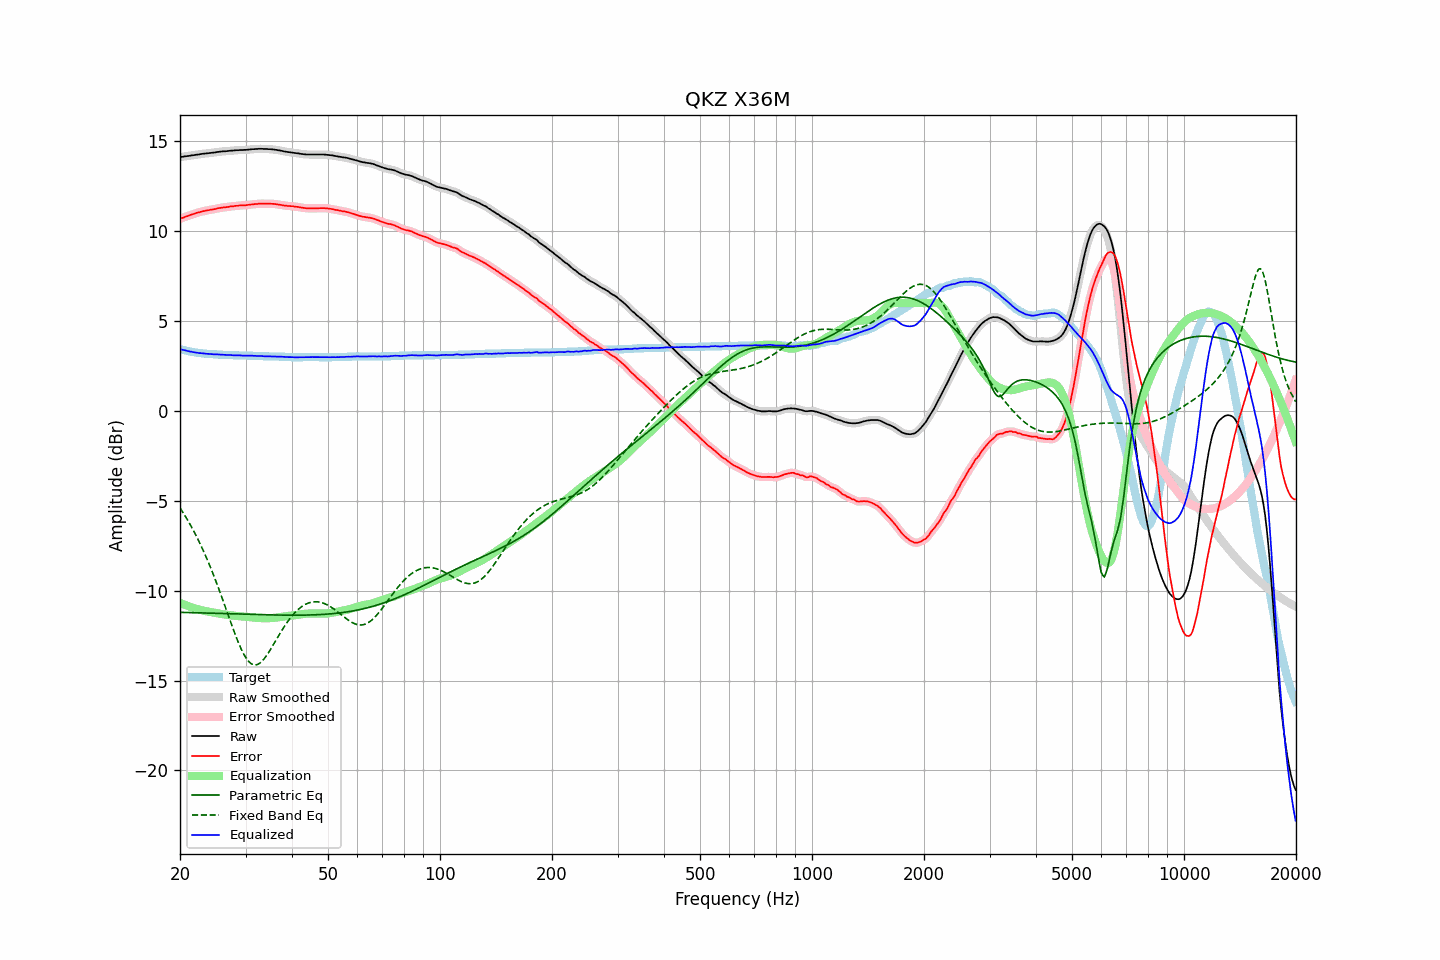 QKZ X36M
Amplitude (dBr)
15
10
5
0
−5
−10
−15
−20
Target
Raw Smoothed
Error Smoothed
Raw
Error
Equalization
Parametric Eq
Fixed Band Eq
Equalized
20 50 100 200 500 1000 2000 5000 10000 20000
Frequency (Hz)